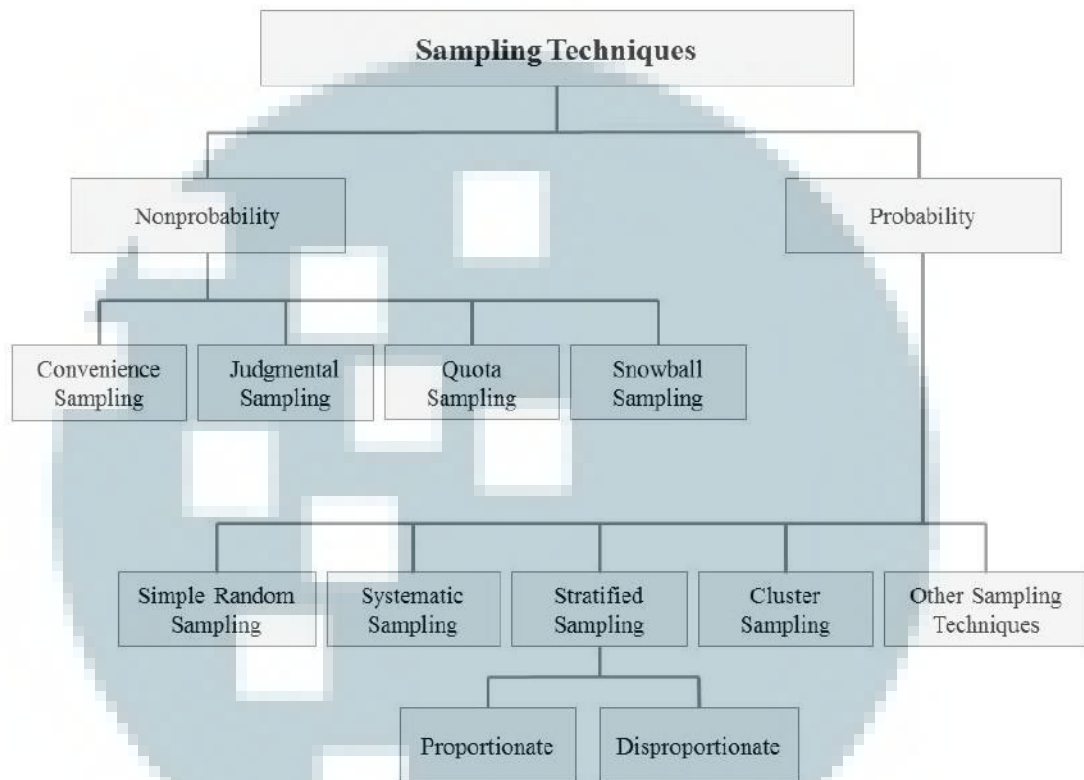 Sampling Techniques
Nonprobability
Probability
Convenience
Sampling
Judgmental
Sampling
Quota
Sampling
Snowball
Sampling
Simple Random
Sampling
Systematic
Sampling
Stratified
Sampling
Cluster
Sampling
Other Sampling
Techniques
Proportionate
Disproportionate